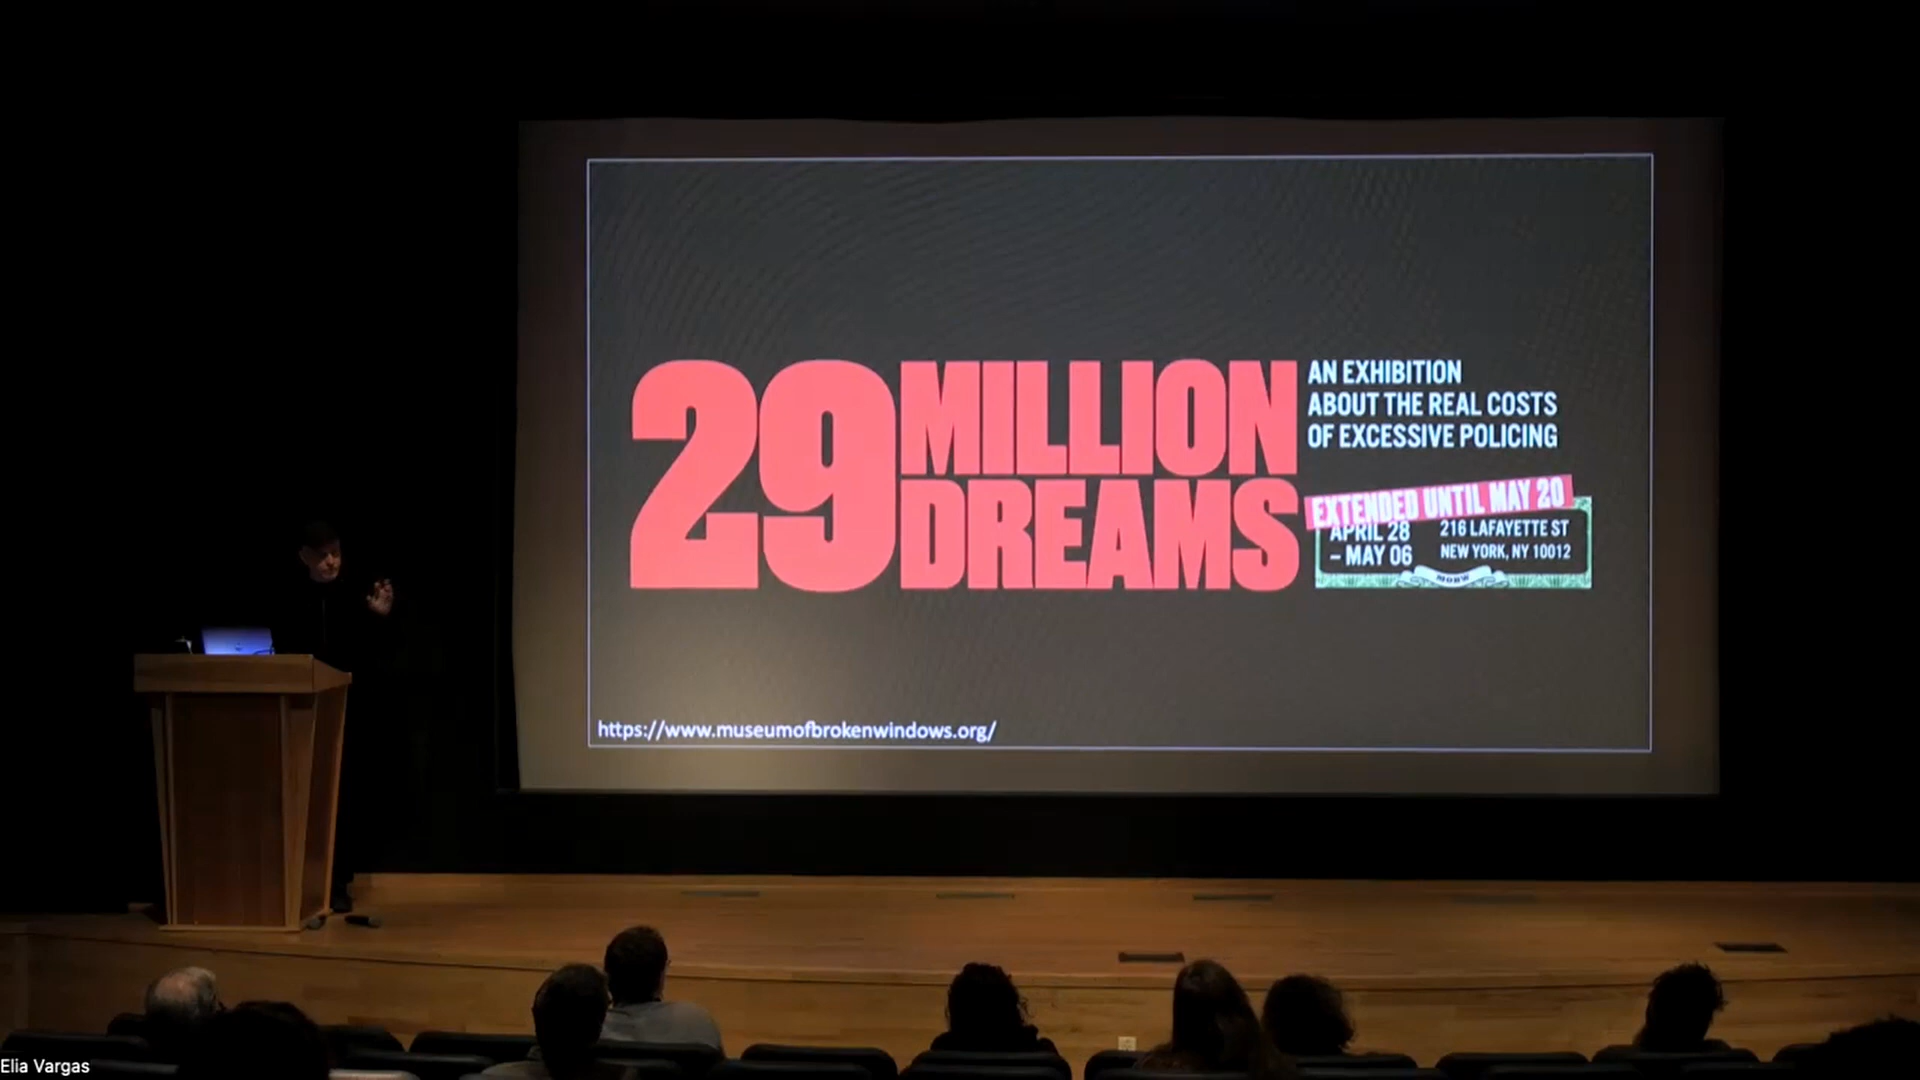 29 MILLION
DREAMS
AN EXHIBITION
ABOUT THE REAL COSTS
OF EXCESSIVE POLICING
EXTENDED UNTIL MAY 20
APRIL 28
– MAY 06
216 LAFAYETTE ST
NEW YORK, NY 10012
MOBW
https://www.museumofbrokenwindows.org/
Elia Vargas